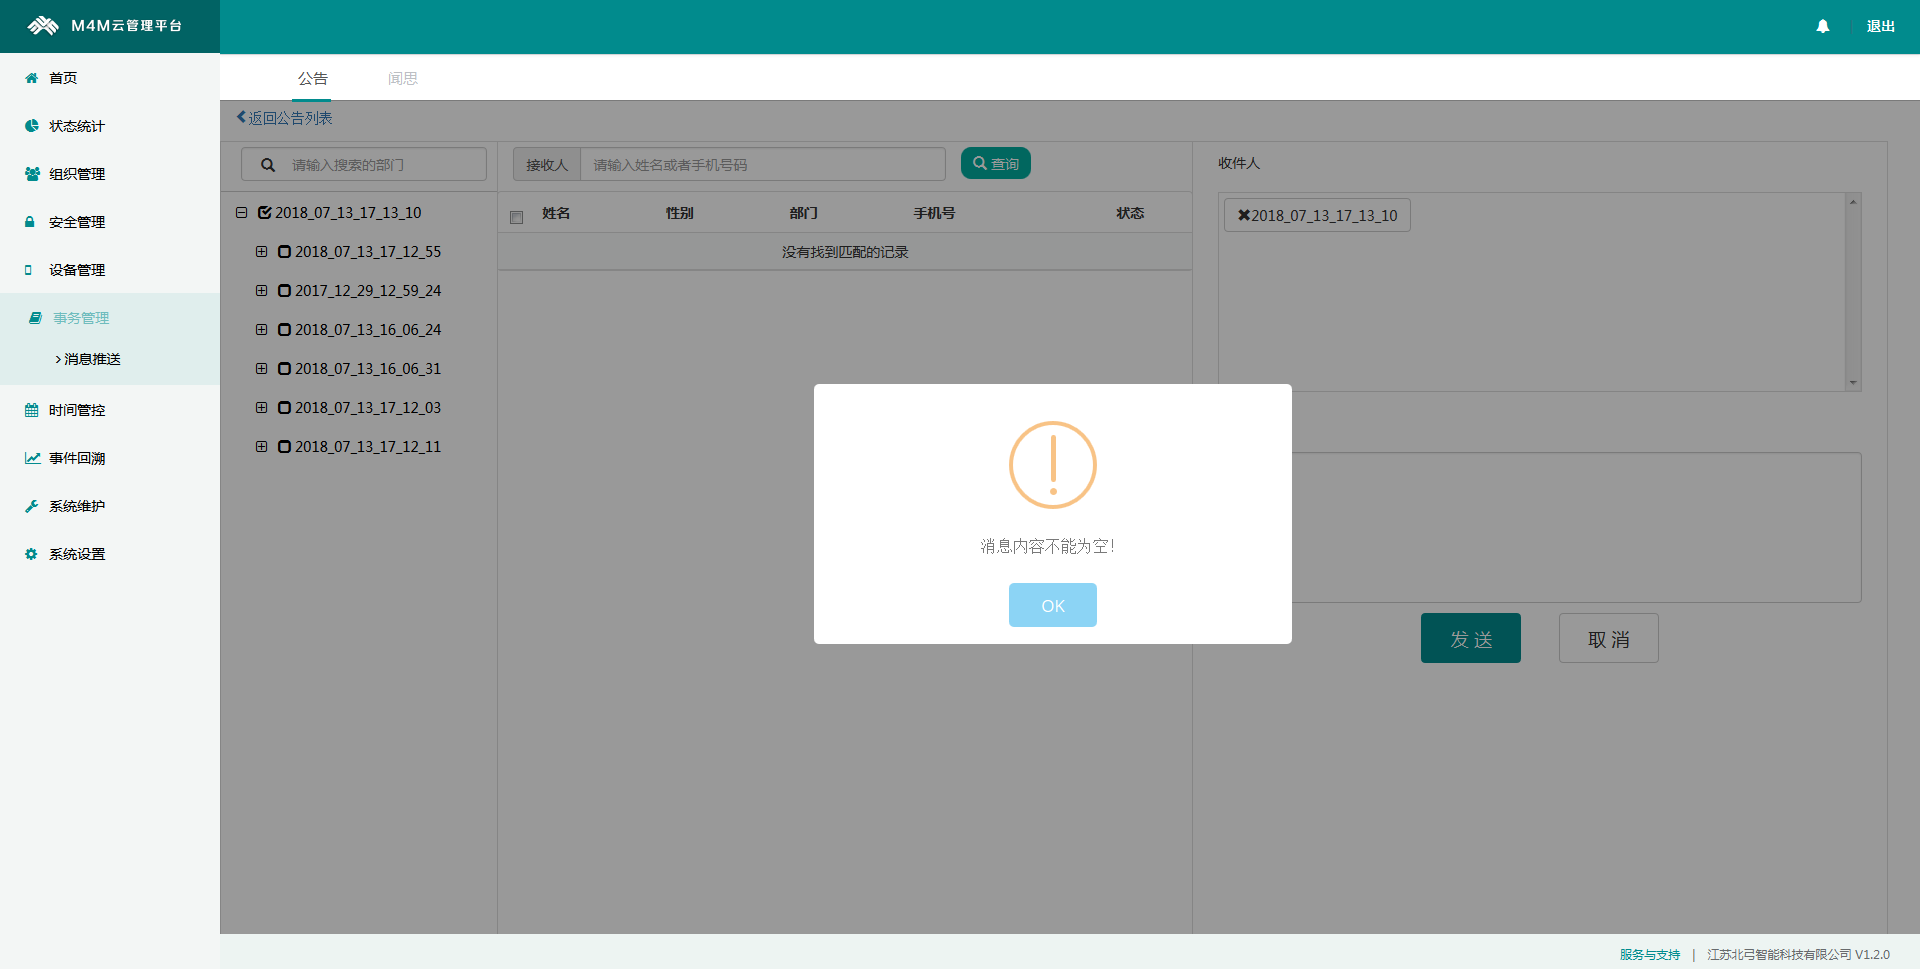 M4M云管理平台
退出
首页
状态统计
组织管理
安全管理
设备管理
事务管理
消息推送
时间管控
事件回溯
系统维护
系统设置
公告 闻思
返回公告列表
请输入搜索的部门
2018_07_13_17_13_10
2018_07_13_17_12_55
2017_12_29_12_59_24
2018_07_13_16_06_24
2018_07_13_16_06_31
2018_07_13_17_12_03
2018_07_13_17_12_11
接收人 请输入姓名或者手机号码 查询
姓名 性别 部门 手机号 状态
没有找到匹配的记录
收件人
2018_07_13_17_13_10
消息内容不能为空!
OK
发 送 取 消
服务与支持 | 江苏北弓智能科技有限公司 V1.2.0